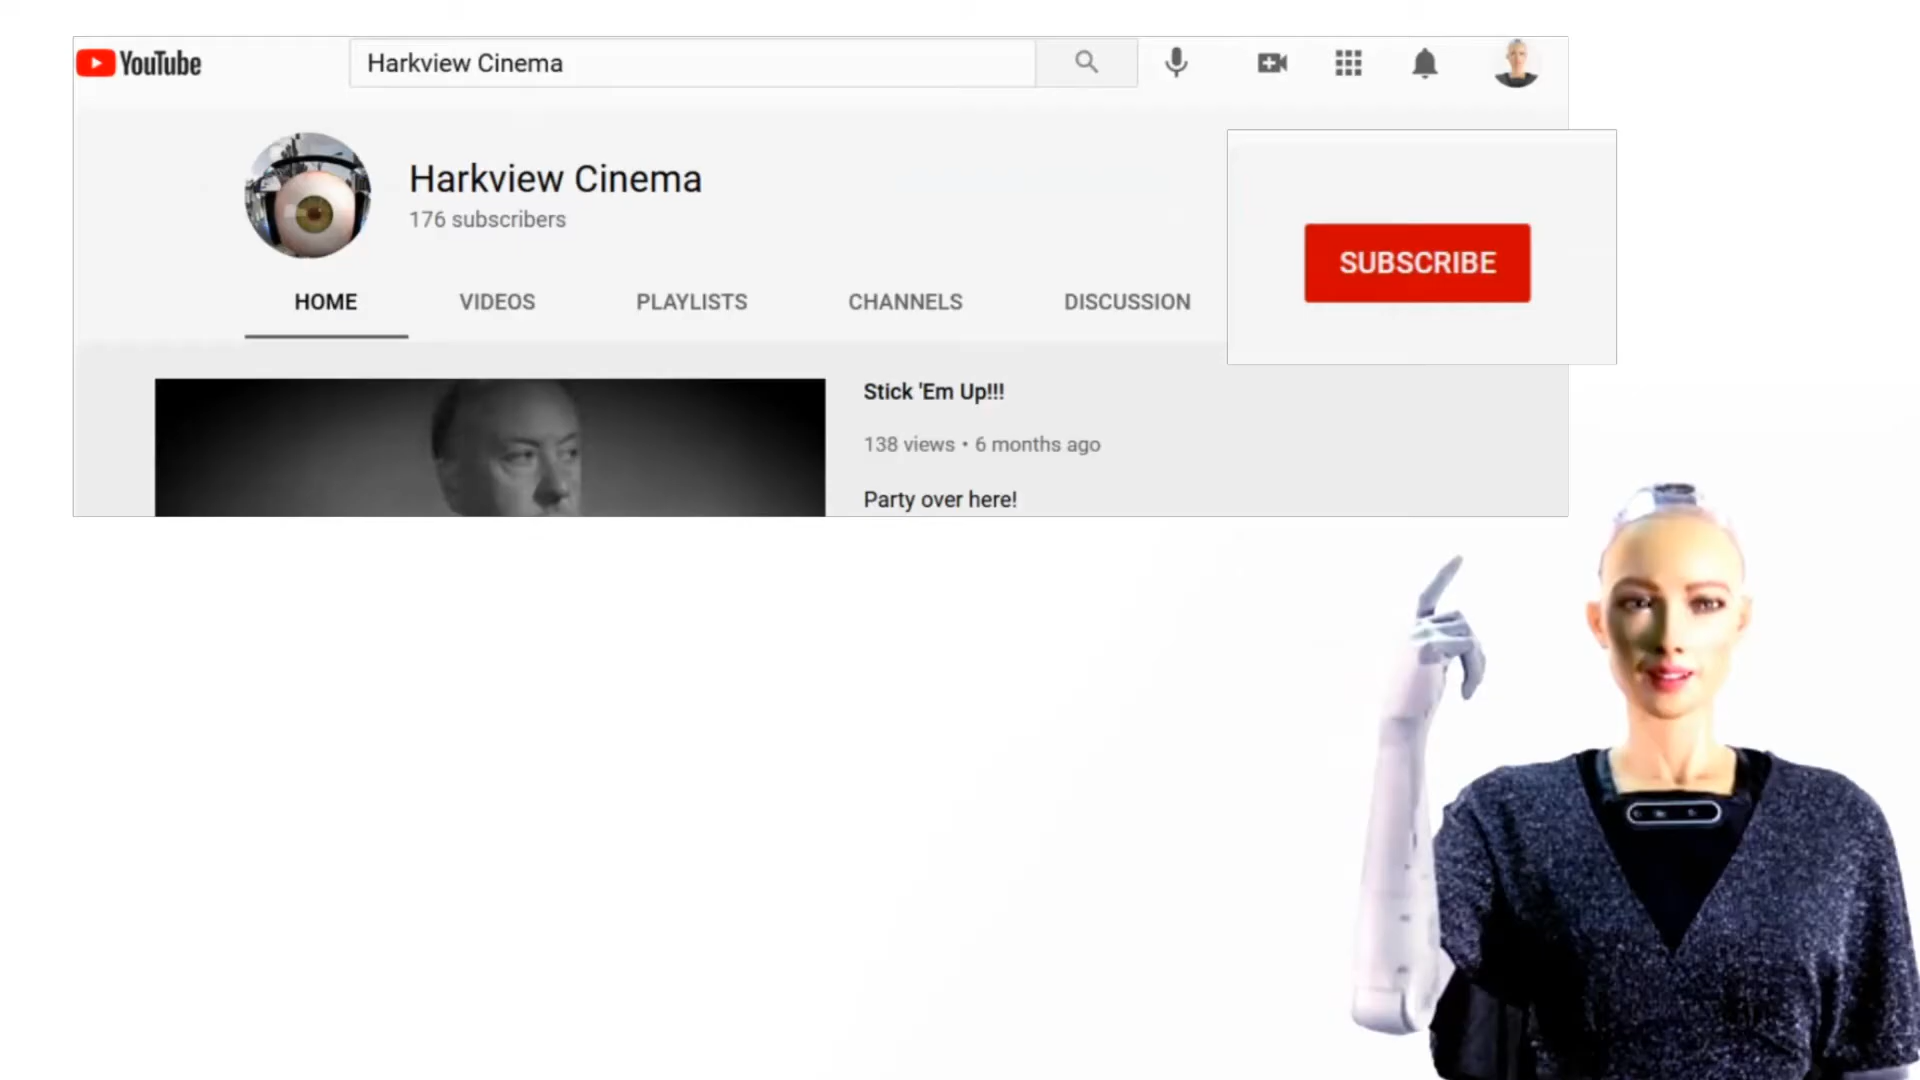 YouTube
Harkview Cinema
Harkview Cinema
176 subscribers
SUBSCRIBE
HOME
VIDEOS
PLAYLISTS
CHANNELS
DISCUSSION
Stick 'Em Up!!!
138 views • 6 months ago
Party over here!